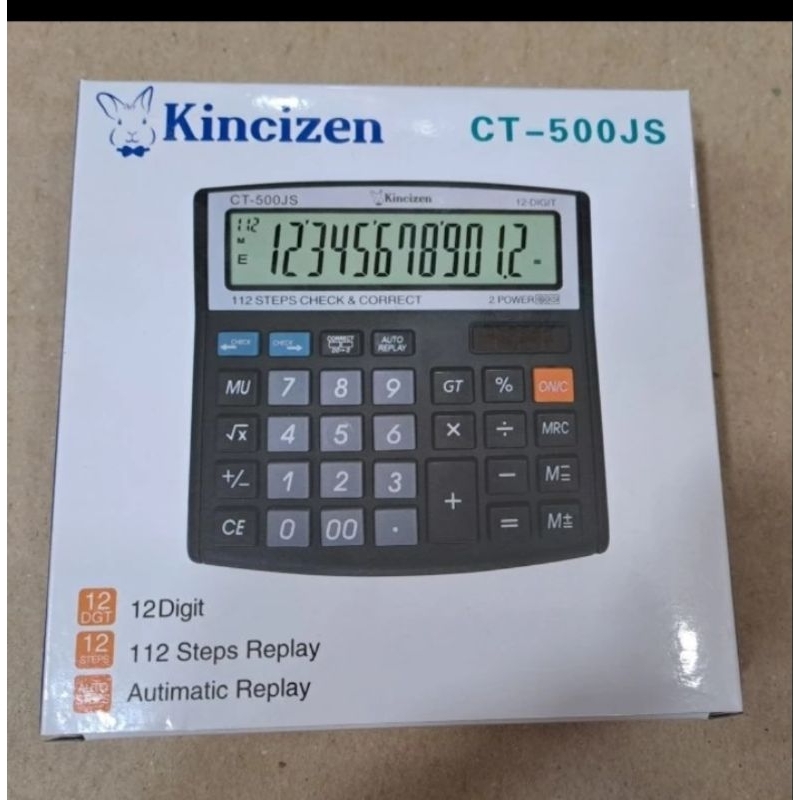 Kincizen CT-500JS
CT-500JS Kincizen 12-DIGIT
112
M
E 123456789012
112 STEPS CHECK & CORRECT 2 POWER
CHECK CHECK CORRECT AUTO REPLAY
MU 7 8 9 GT % ON/C
√x 4 5 6 × ÷ MRC
+/− 1 2 3 + − M=
CE 0 00 . = M±
12 DGT 12Digit
12 STEPS 112 Steps Replay
AUTO Autimatic Replay